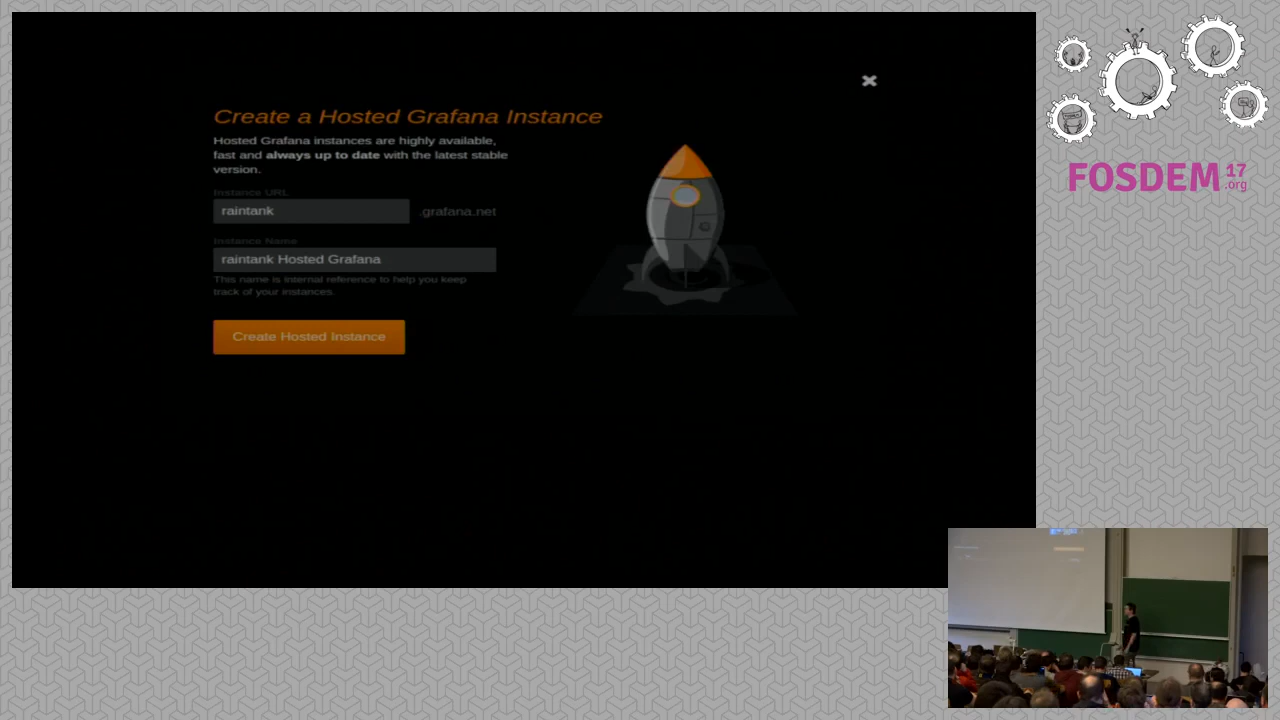 Create a Hosted Grafana Instance
Hosted Grafana instances are highly available,
fast and always up to date with the latest stable
version.
Instance URL
raintank .grafana.net
Instance Name
raintank Hosted Grafana
This name is internal reference to help you keep
track of your instances.
Create Hosted Instance
FOSDEM 17
.org